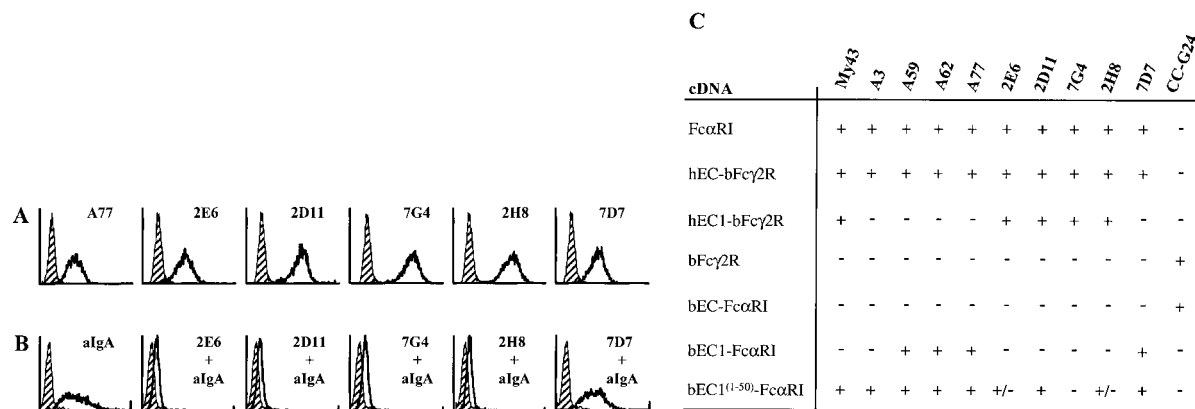 C
cDNA My43 A3 A59 A62 A77 2E6 2D11 7G4 2H8 7D7 CC-G24
FcαRI + + + + + + + + + + -
hEC-bFcγ2R + + + + + + + + + + -
hEC1-bFcγ2R + - - - - + + + + - -
bFcγ2R - - - - - - - - - - +
bEC-FcαRI - - - - - - - - - - +
bEC1-FcαRI - - + + + - - - - + -
bEC1(1-50)-FcαRI + + + + + +/- + - +/- + -
A A77 2E6 2D11 7G4 2H8 7D7
B aIgA 2E6 2D11 7G4 2H8 7D7
+ + + + +
aIgA aIgA aIgA aIgA aIgA